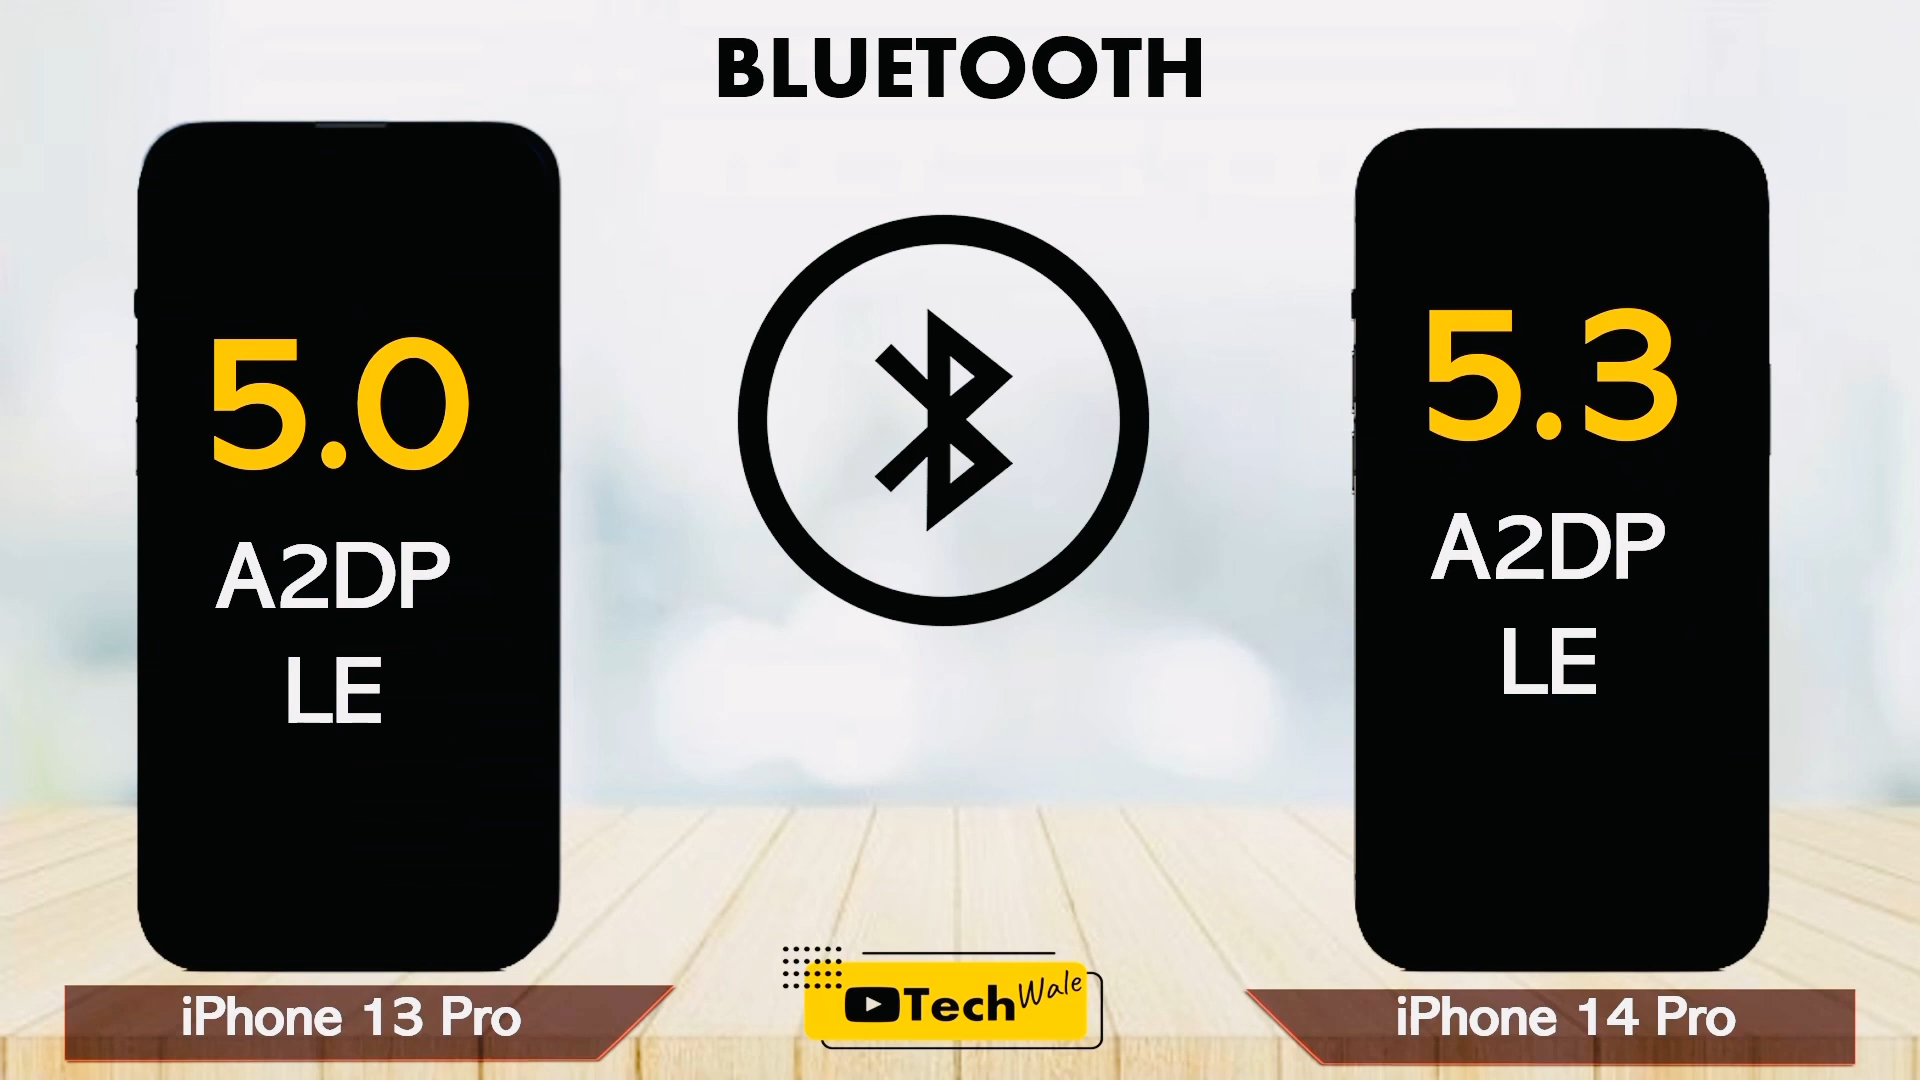 BLUETOOTH
5.0
A2DP
LE
5.3
A2DP
LE
iPhone 13 Pro
Tech Wale
iPhone 14 Pro